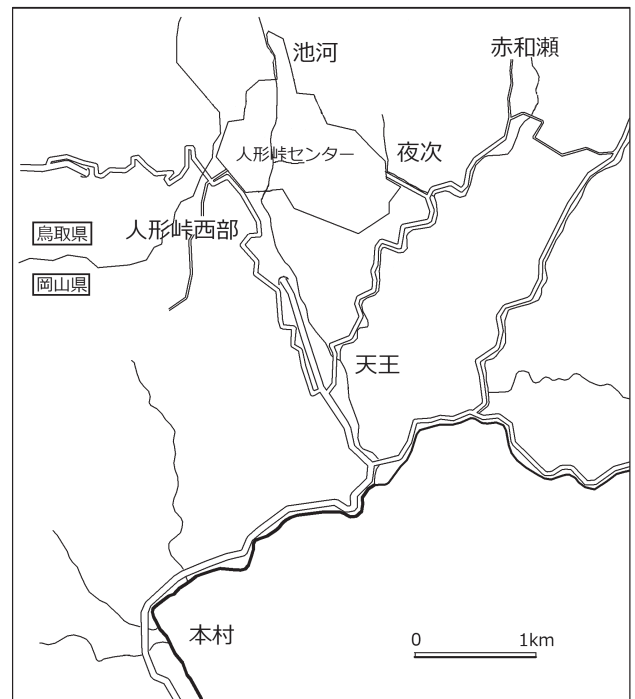 池河
赤和瀬
人形峠センター
夜次
鳥取県
人形峠西部
岡山県
天王
本村
0 1km